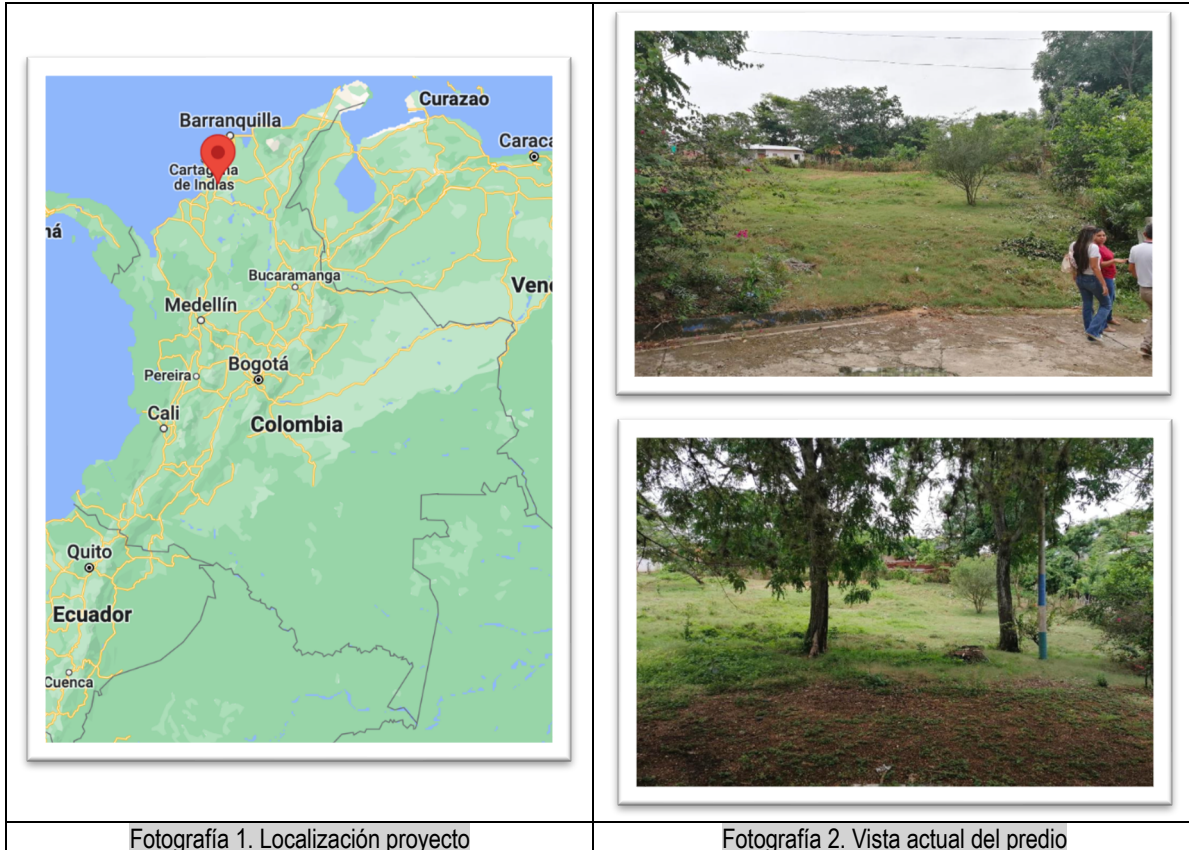 Curazao
Barranquilla
Caraca
Cartagena
de Indias
ná
Bucaramanga
Vene
Medellín
Bogotá
Pereira
Cali
Colombia
Quito
Ecuador
Cuenca
Fotografía 1. Localización proyecto
Fotografía 2. Vista actual del predio